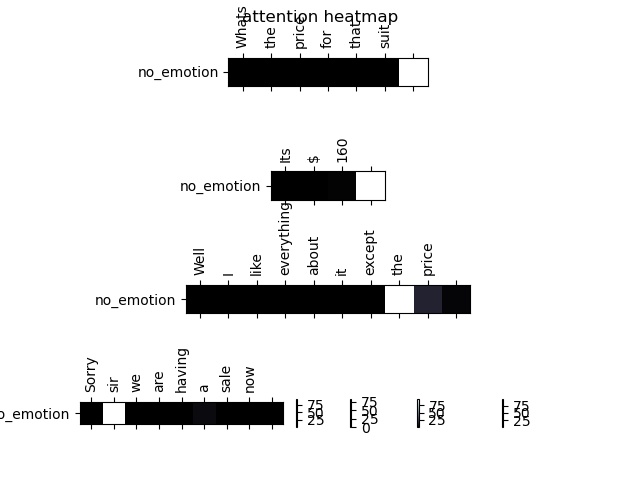 attention heatmap
Whats the price for that suit
no_emotion
Its $ 160
no_emotion
Well I like everything about it except the price
no_emotion
Sorry sir we are having a sale now
o_emotion
75 50 25
75 50 25 0
75 50 25
75 50 25